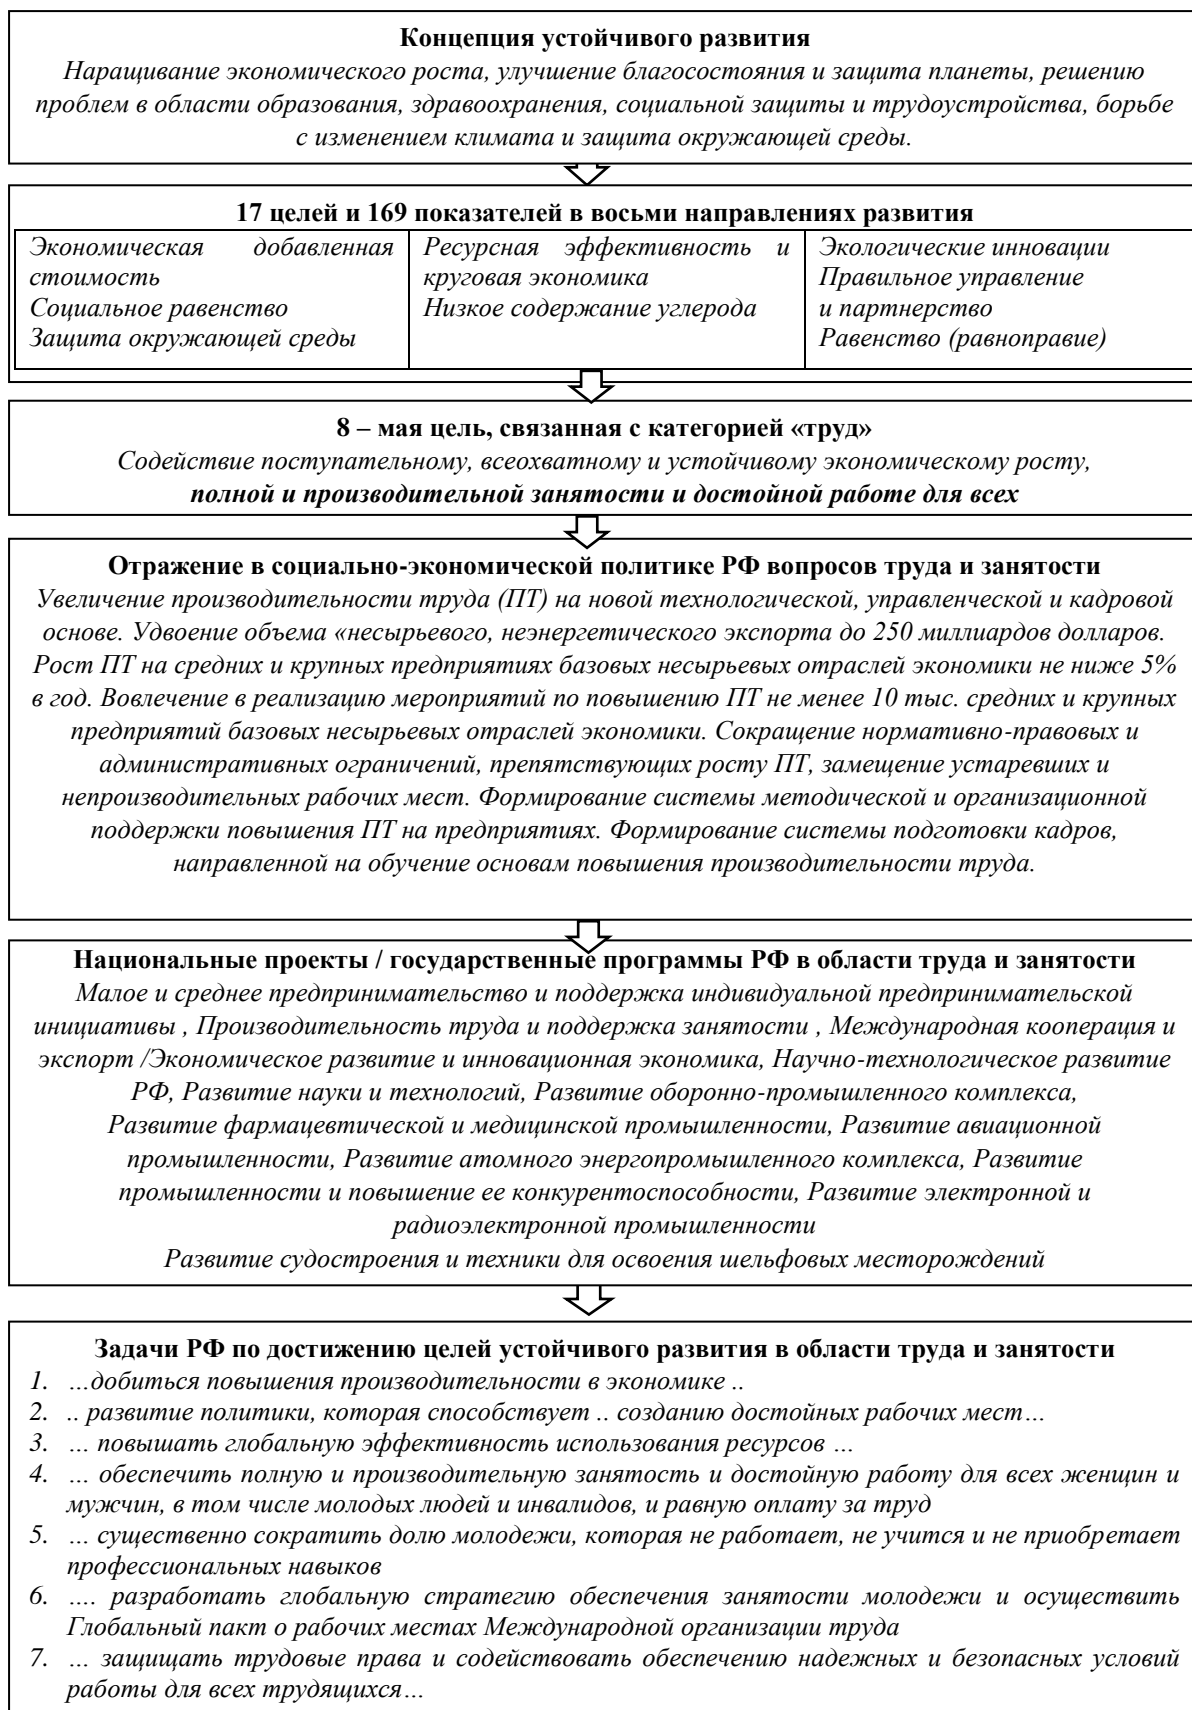 Концепция устойчивого развития
Наращивание экономического роста, улучшение благосостояния и защита планеты, решению
проблем в области образования, здравоохранения, социальной защиты и трудоустройства, борьбе
с изменением климата и защита окружающей среды.
17 целей и 169 показателей в восьми направлениях развития
Экономическая добавленная
стоимость
Социальное равенство
Защита окружающей среды
Ресурсная эффективность и
круговая экономика
Низкое содержание углерода
Экологические инновации
Правильное управление
и партнерство
Равенство (равноправие)
8 – мая цель, связанная с категорией «труд»
Содействие поступательному, всеохватному и устойчивому экономическому росту,
полной и производительной занятости и достойной работе для всех
Отражение в социально-экономической политике РФ вопросов труда и занятости
Увеличение производительности труда (ПТ) на новой технологической, управленческой и кадровой
основе. Удвоение объема «несырьевого, неэнергетического экспорта до 250 миллиардов долларов.
Рост ПТ на средних и крупных предприятиях базовых несырьевых отраслей экономики не ниже 5%
в год. Вовлечение в реализацию мероприятий по повышению ПТ не менее 10 тыс. средних и крупных
предприятий базовых несырьевых отраслей экономики. Сокращение нормативно-правовых и
административных ограничений, препятствующих росту ПТ, замещение устаревших и
непроизводительных рабочих мест. Формирование системы методической и организационной
поддержки повышения ПТ на предприятиях. Формирование системы подготовки кадров,
направленной на обучение основам повышения производительности труда.
Национальные проекты / государственные программы РФ в области труда и занятости
Малое и среднее предпринимательство и поддержка индивидуальной предпринимательской
инициативы , Производительность труда и поддержка занятости , Международная кооперация и
экспорт /Экономическое развитие и инновационная экономика, Научно-технологическое развитие
РФ, Развитие науки и технологий, Развитие оборонно-промышленного комплекса,
Развитие фармацевтической и медицинской промышленности, Развитие авиационной
промышленности, Развитие атомного энергопромышленного комплекса, Развитие
промышленности и повышение ее конкурентоспособности, Развитие электронной и
радиоэлектронной промышленности
Развитие судостроения и техники для освоения шельфовых месторождений
Задачи РФ по достижению целей устойчивого развития в области труда и занятости
1. …добиться повышения производительности в экономике ..
2. .. развитие политики, которая способствует .. созданию достойных рабочих мест…
3. … повышать глобальную эффективность использования ресурсов …
4. … обеспечить полную и производительную занятость и достойную работу для всех женщин и
мужчин, в том числе молодых людей и инвалидов, и равную оплату за труд
5. … существенно сократить долю молодежи, которая не работает, не учится и не приобретает
профессиональных навыков
6. …. разработать глобальную стратегию обеспечения занятости молодежи и осуществить
Глобальный пакт о рабочих местах Международной организации труда
7. … защищать трудовые права и содействовать обеспечению надежных и безопасных условий
работы для всех трудящихся…